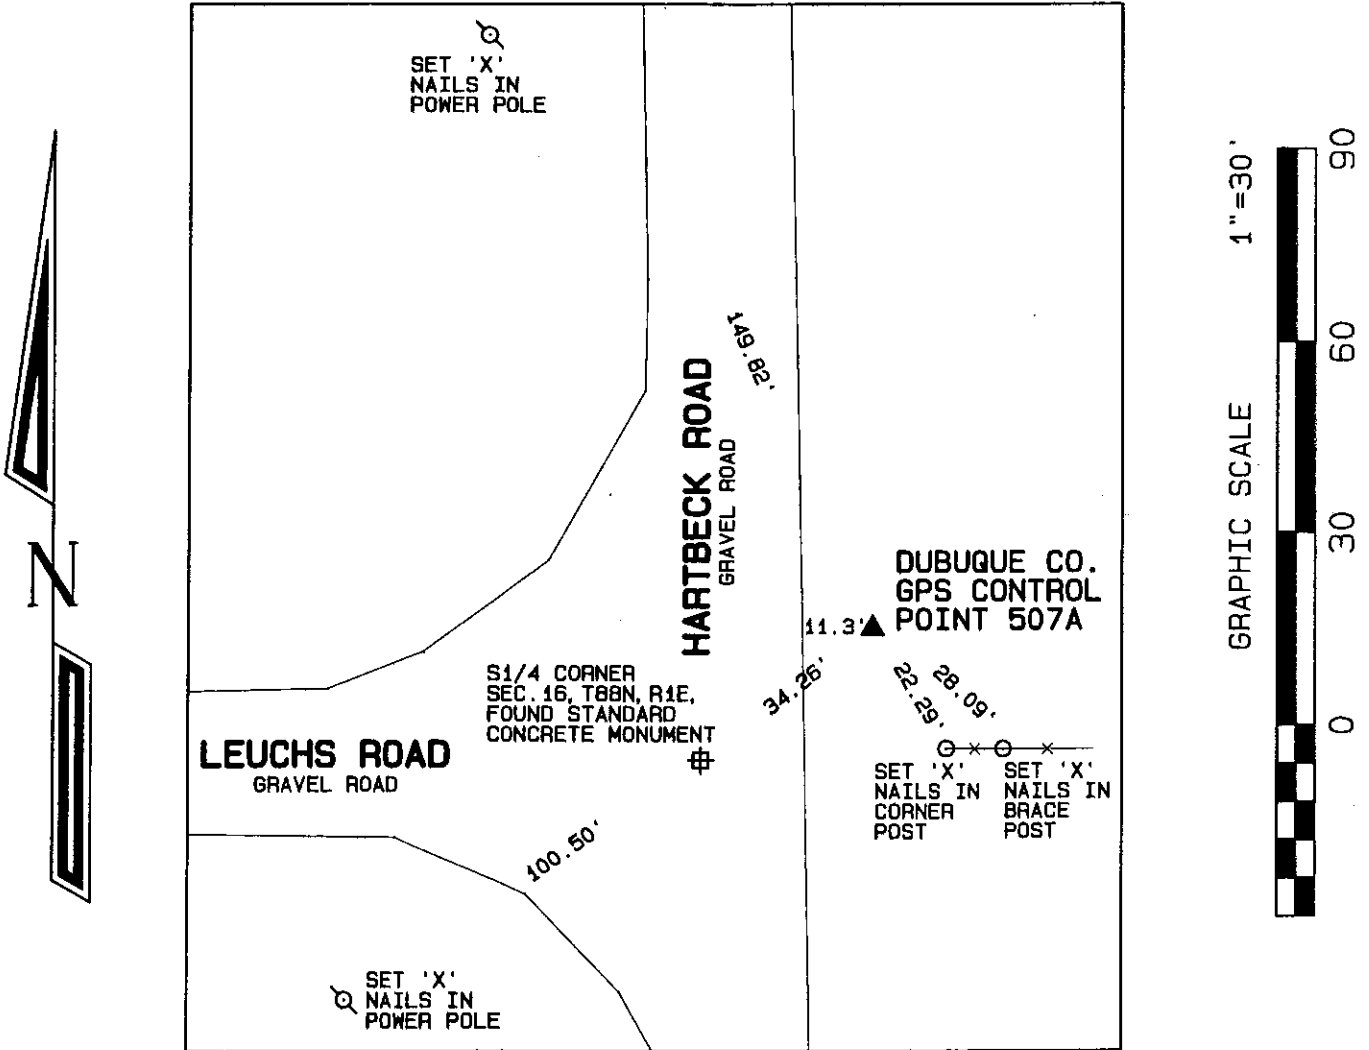 SET 'X'
NAILS IN
POWER POLE
149.82'
HARTBECK ROAD
GRAVEL ROAD
DUBUQUE CO.
GPS CONTROL
POINT 507A
11.3'
34.26'
22.29'
28.09'
S1/4 CORNER
SEC. 16, T88N, R1E,
FOUND STANDARD
CONCRETE MONUMENT
LEUCHS ROAD
GRAVEL ROAD
SET 'X'
NAILS IN
CORNER
POST
SET 'X'
NAILS IN
BRACE
POST
100.50'
SET 'X'
NAILS IN
POWER POLE
N
GRAPHIC SCALE 1"=30'
0 30 60 90